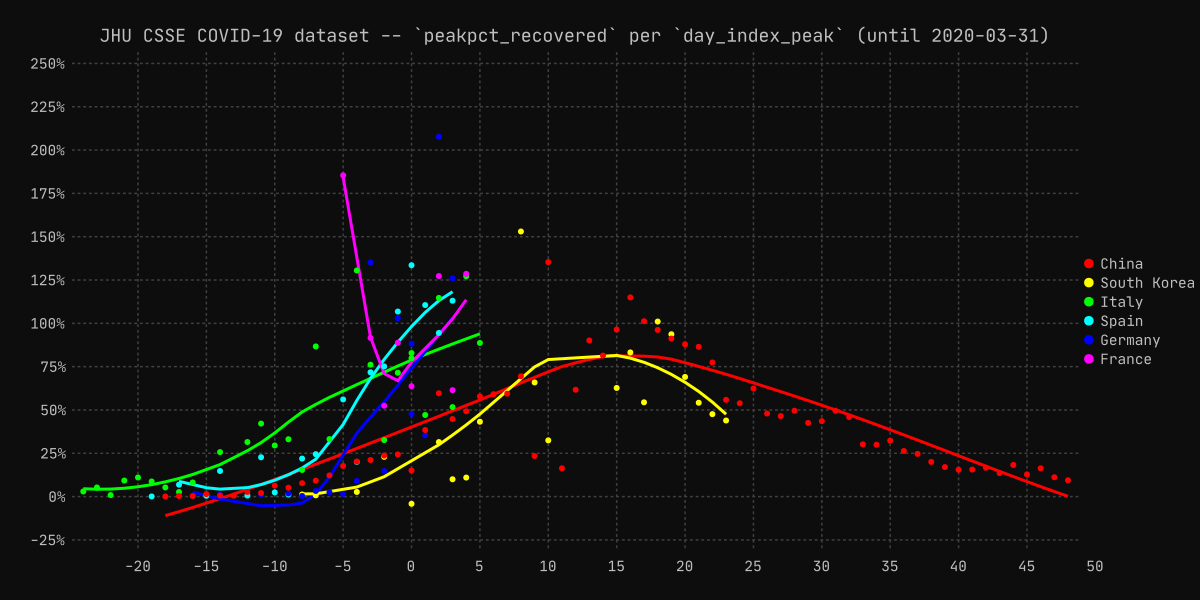 JHU CSSE COVID-19 dataset -- `peakpct_recovered` per `day_index_peak` (until 2020-03-31)
250%
225%
200%
175%
150%
125%
100%
75%
50%
25%
0%
-25%
-20 -15 -10 -5 0 5 10 15 20 25 30 35 40 45 50
China
South Korea
Italy
Spain
Germany
France